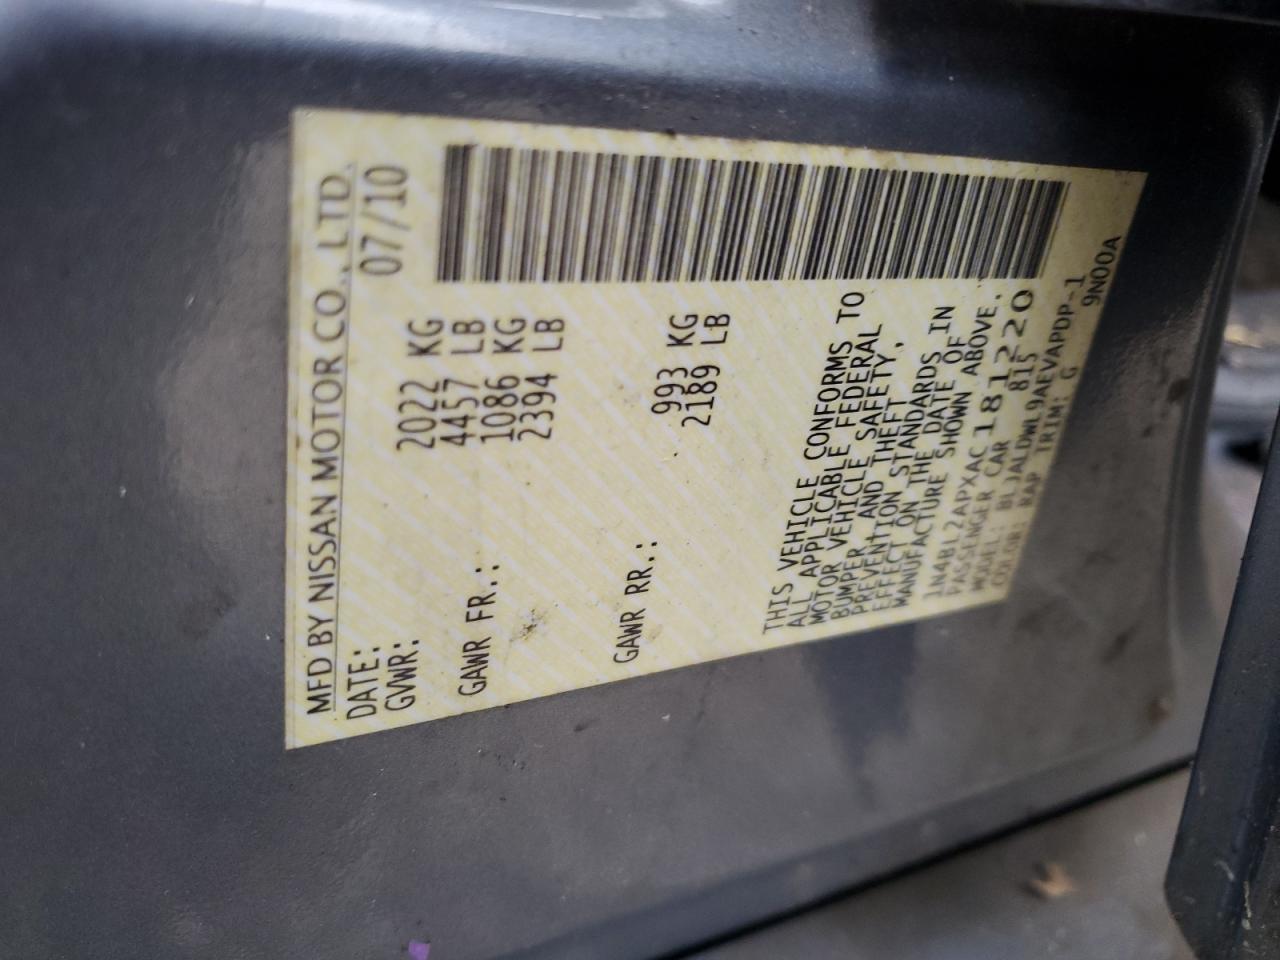 MFD BY NISSAN MOTOR CO., LTD.
DATE: 07/10
GVWR: 2022 KG
4457 LB
GAWR FR.: 1086 KG
2394 LB
GAWR RR.: 993 KG
2189 LB
THIS VEHICLE CONFORMS TO
ALL APPLICABLE FEDERAL
MOTOR VEHICLE SAFETY,
BUMPER AND THEFT
PREVENTION STANDARDS IN
EFFECT ON THE DATE OF
MANUFACTURE SHOWN ABOVE.
1N4BL2APXAC181220
PASSENGER CAR 815
MODEL: BLJALDWL9AEVAPDP-1
COLOR: RAP TRIM: G
9N00A